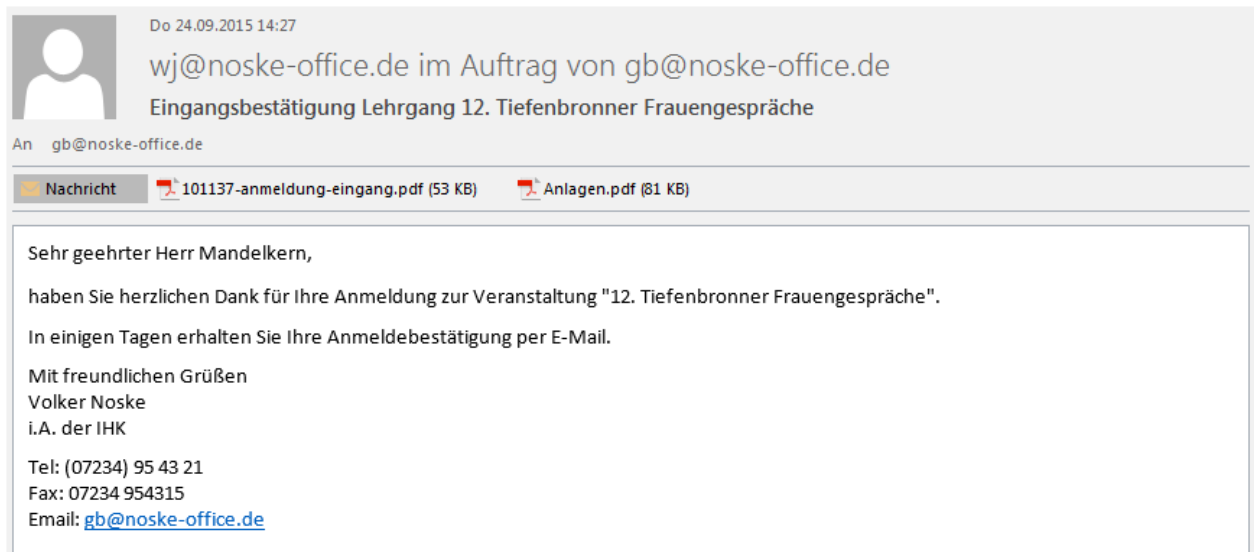 Do 24.09.2015 14:27
wj@noske-office.de im Auftrag von gb@noske-office.de
Eingangsbestätigung Lehrgang 12. Tiefenbronner Frauengespräche
An gb@noske-office.de
Nachricht 101137-anmeldung-eingang.pdf (53 KB) Anlagen.pdf (81 KB)
Sehr geehrter Herr Mandelkern,
haben Sie herzlichen Dank für Ihre Anmeldung zur Veranstaltung "12. Tiefenbronner Frauengespräche".
In einigen Tagen erhalten Sie Ihre Anmeldebestätigung per E-Mail.
Mit freundlichen Grüßen
Volker Noske
i.A. der IHK
Tel: (07234) 95 43 21
Fax: 07234 954315
Email: gb@noske-office.de